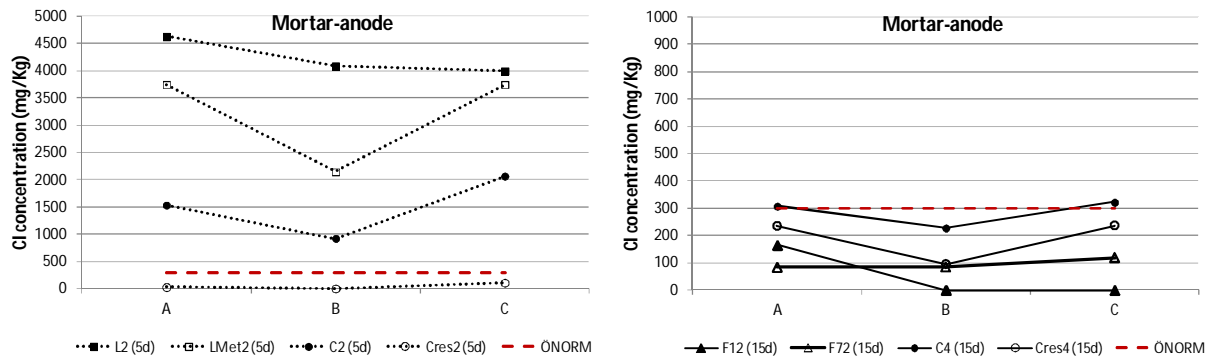 Mortar-anode
Cl concentration (mg/Kg)
5000
4500
4000
3500
3000
2500
2000
1500
1000
500
0
A B C
L2 (5d) LMet2 (5d) C2 (5d) Cres2 (5d) ÖNORM
Mortar-anode
Cl concentration (mg/Kg)
1000
900
800
700
600
500
400
300
200
100
0
A B C
F12 (15d) F72 (15d) C4 (15d) Cres4 (15d) ÖNORM